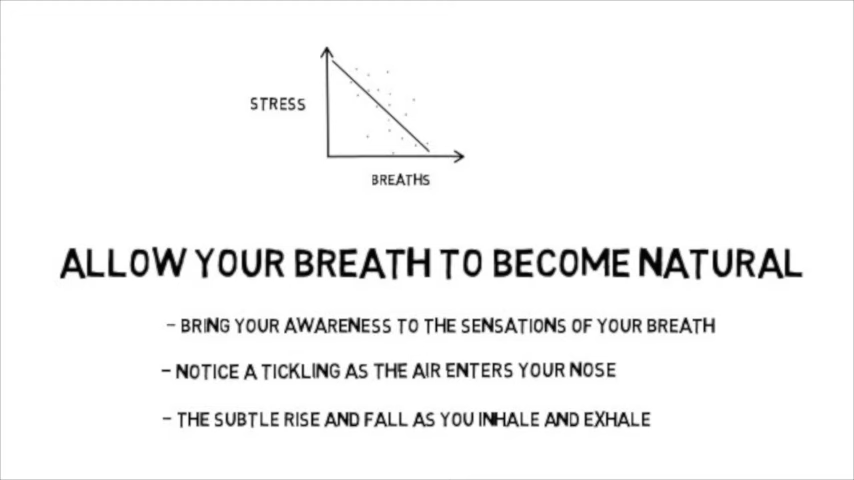 STRESS
BREATHS
ALLOW YOUR BREATH TO BECOME NATURAL
- BRING YOUR AWARENESS TO THE SENSATIONS OF YOUR BREATH
- NOTICE A TICKLING AS THE AIR ENTERS YOUR NOSE
- THE SUBTLE RISE AND FALL AS YOU INHALE AND EXHALE